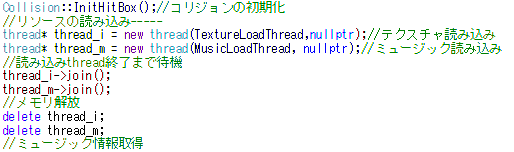 Collision::InitHitBox();//コリジョンの初期化
//リソースの読み込み-----
thread* thread_i = new thread(TextureLoadThread,nullptr);//テクスチャ読み込み
thread* thread_m = new thread(MusicLoadThread, nullptr);//ミュージック読み込み
//読み込みthread終了まで待機
thread_i->join();
thread_m->join();
//メモリ解放
delete thread_i;
delete thread_m;
//ミュージック情報取得